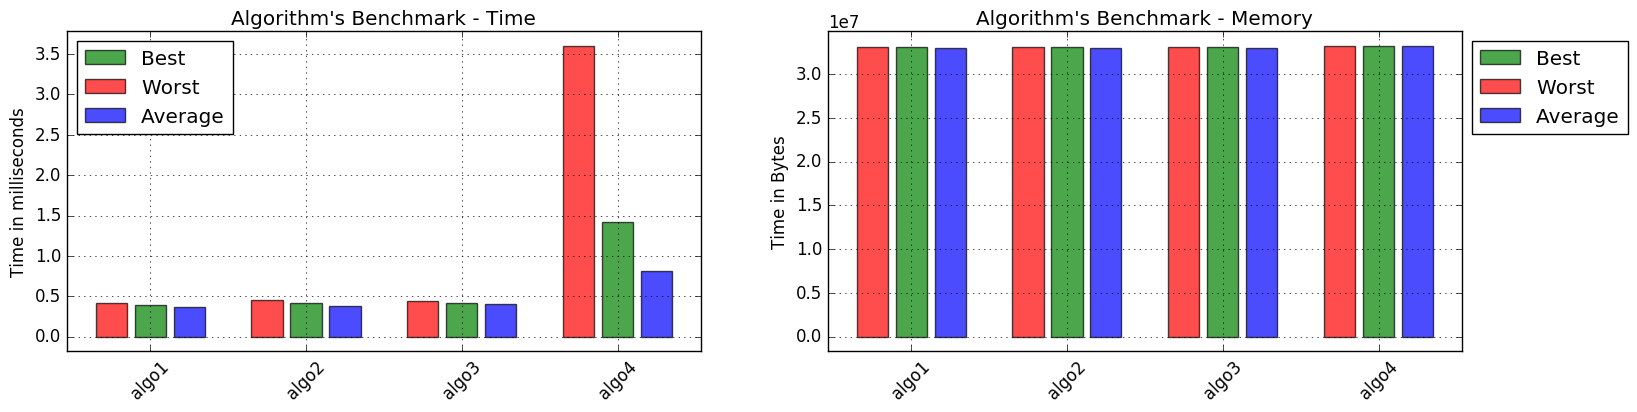 Algorithm's Benchmark - Time
Time in milliseconds
3.5
3.0
2.5
2.0
1.5
1.0
0.5
0.0
Best
Worst
Average
algo1
algo2
algo3
algo4
Algorithm's Benchmark - Memory
1e7
Time in Bytes
3.0
2.5
2.0
1.5
1.0
0.5
0.0
algo1
algo2
algo3
algo4
Best
Worst
Average